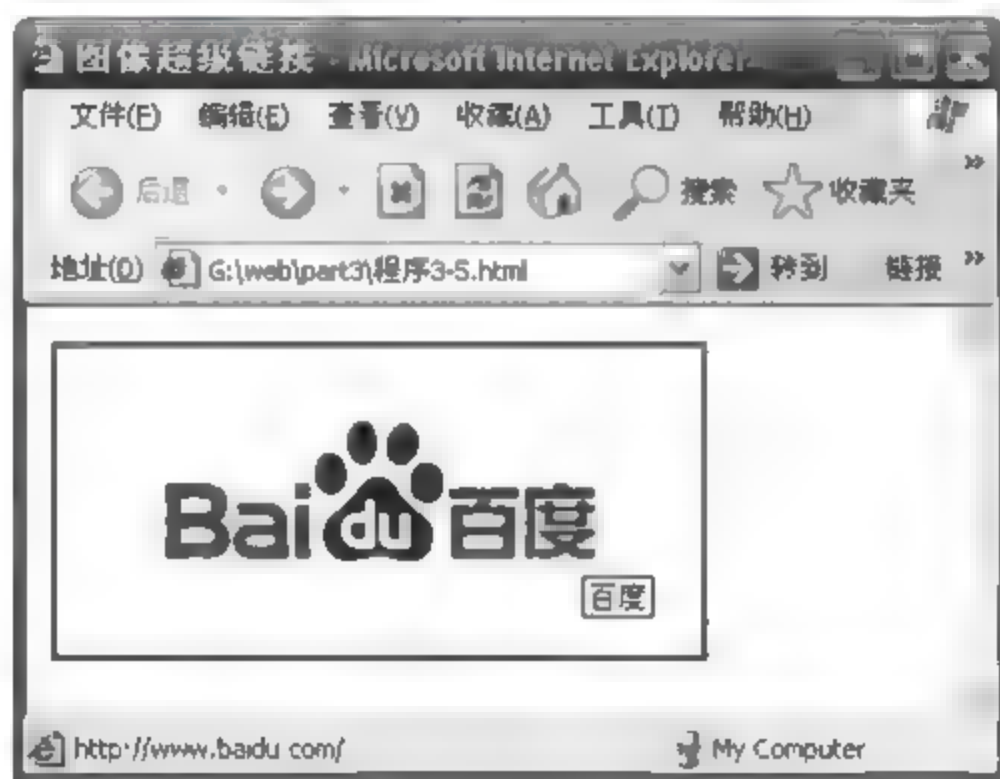 图像超级链接 - Microsoft Internet Explorer
文件(F) 编辑(E) 查看(V) 收藏(A) 工具(T) 帮助(H)
后退 搜索 收藏夹 »
地址(D) G:\web\part3\程序3-5.html 转到 链接 »
Bai du 百度
百度
http://www.baidu.com/ My Computer